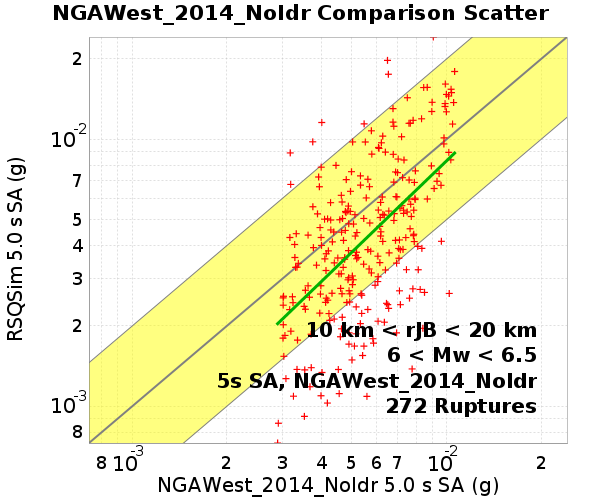 NGAWest_2014_NoIdr Comparison Scatter
RSQSim 5.0 s SA (g)
2
10^-2
7
5
4
3
2
10^-3
8
10 km < rJB < 20 km
6 < Mw < 6.5
5s SA, NGAWest_2014_NoIdr
272 Ruptures
8 10^-3 2 3 4 5 6 7 10^-2 2
NGAWest_2014_NoIdr 5.0 s SA (g)